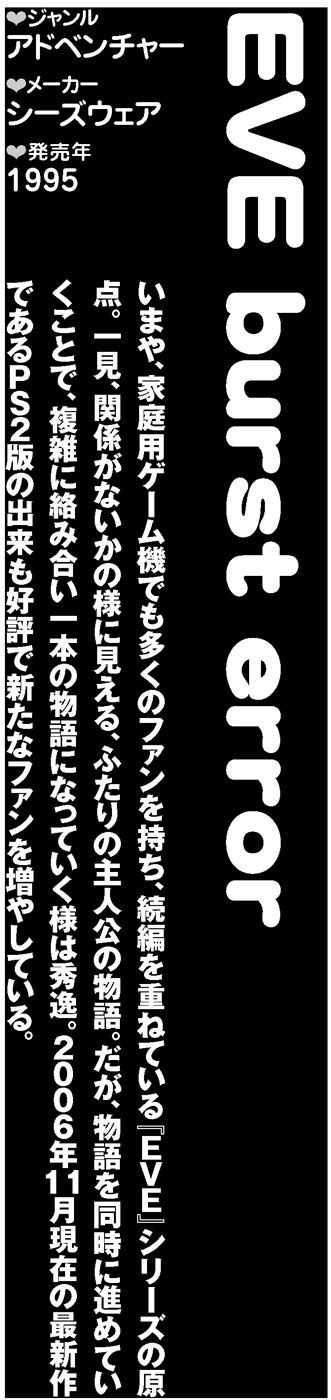 EVE burst error
♥ジャンル
アドベンチャー
♥メーカー
シーズウェア
♥発売年
1995
いまや、家庭用ゲーム機でも多くのファンを持ち、続編を重ねている『EVE』シリーズの原
点。一見、関係がないかの様に見える、ふたりの主人公の物語。だが、物語を同時に進めてい
くことで、複雑に絡み合い一本の物語になっていく様は秀逸。2006年11月現在の最新作
であるPS2版の出来も好評で新たなファンを増やしている。